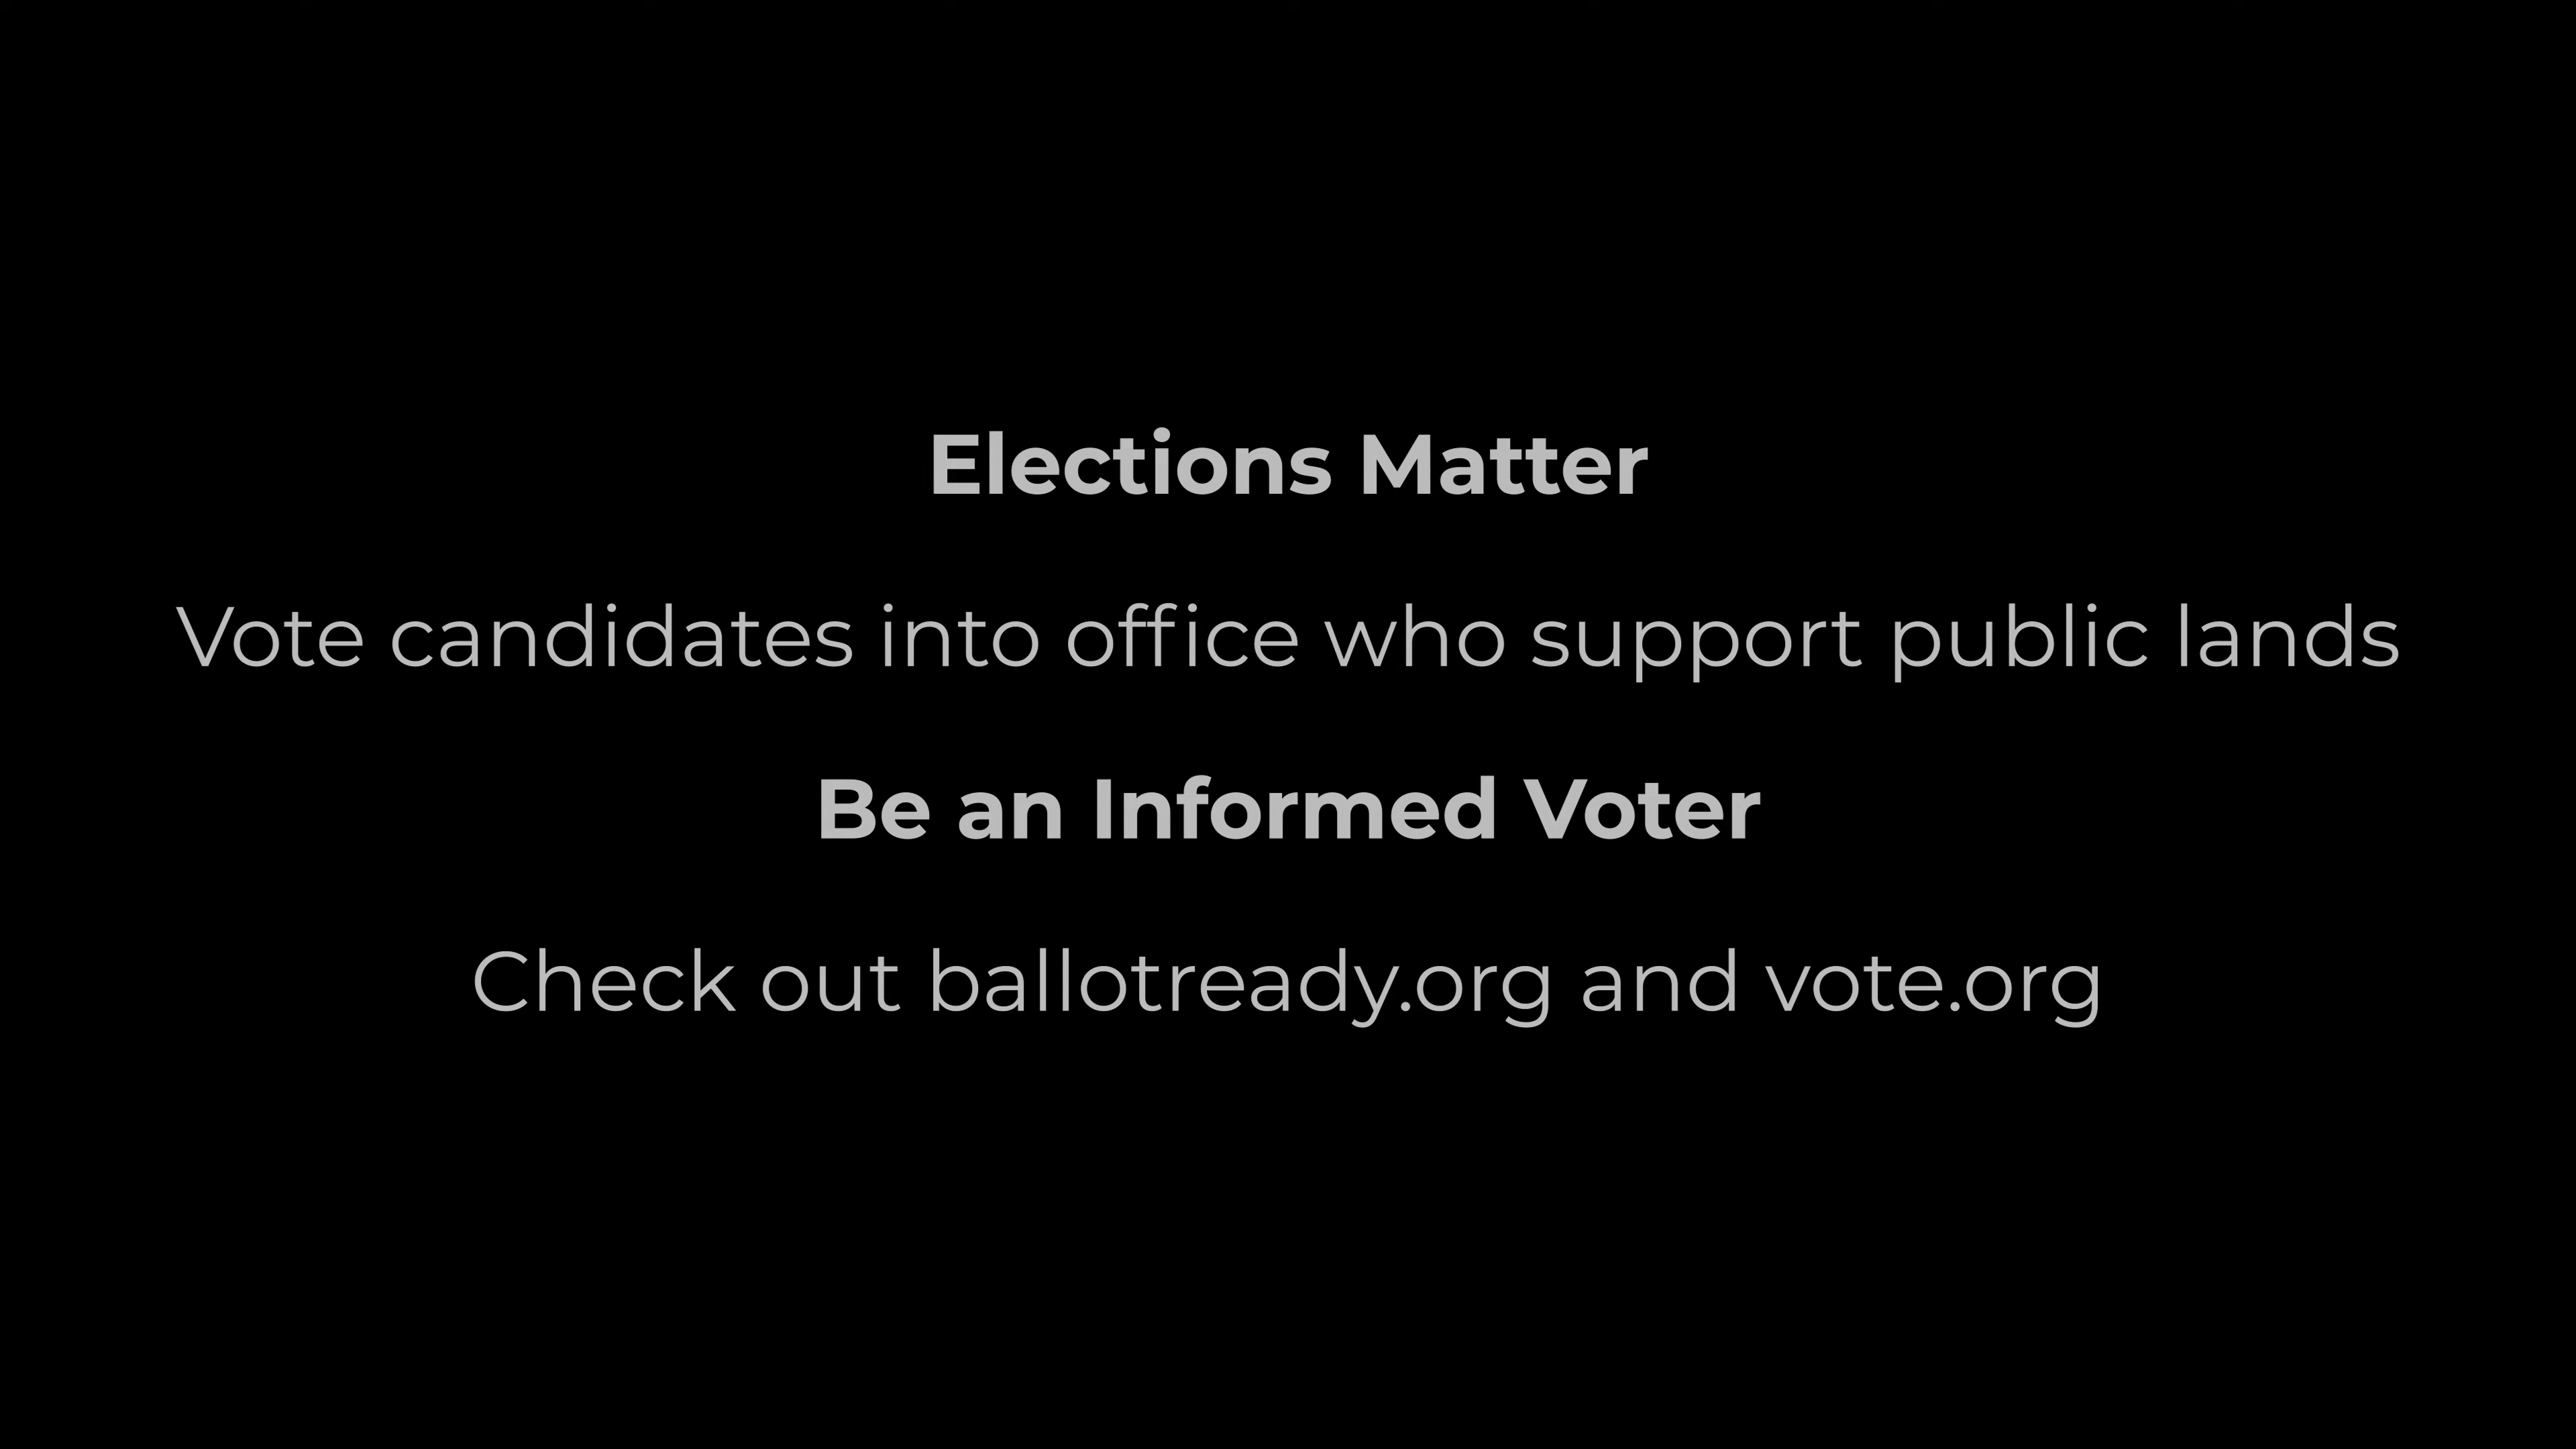 Elections Matter
Vote candidates into office who support public lands
Be an Informed Voter
Check out ballotready.org and vote.org